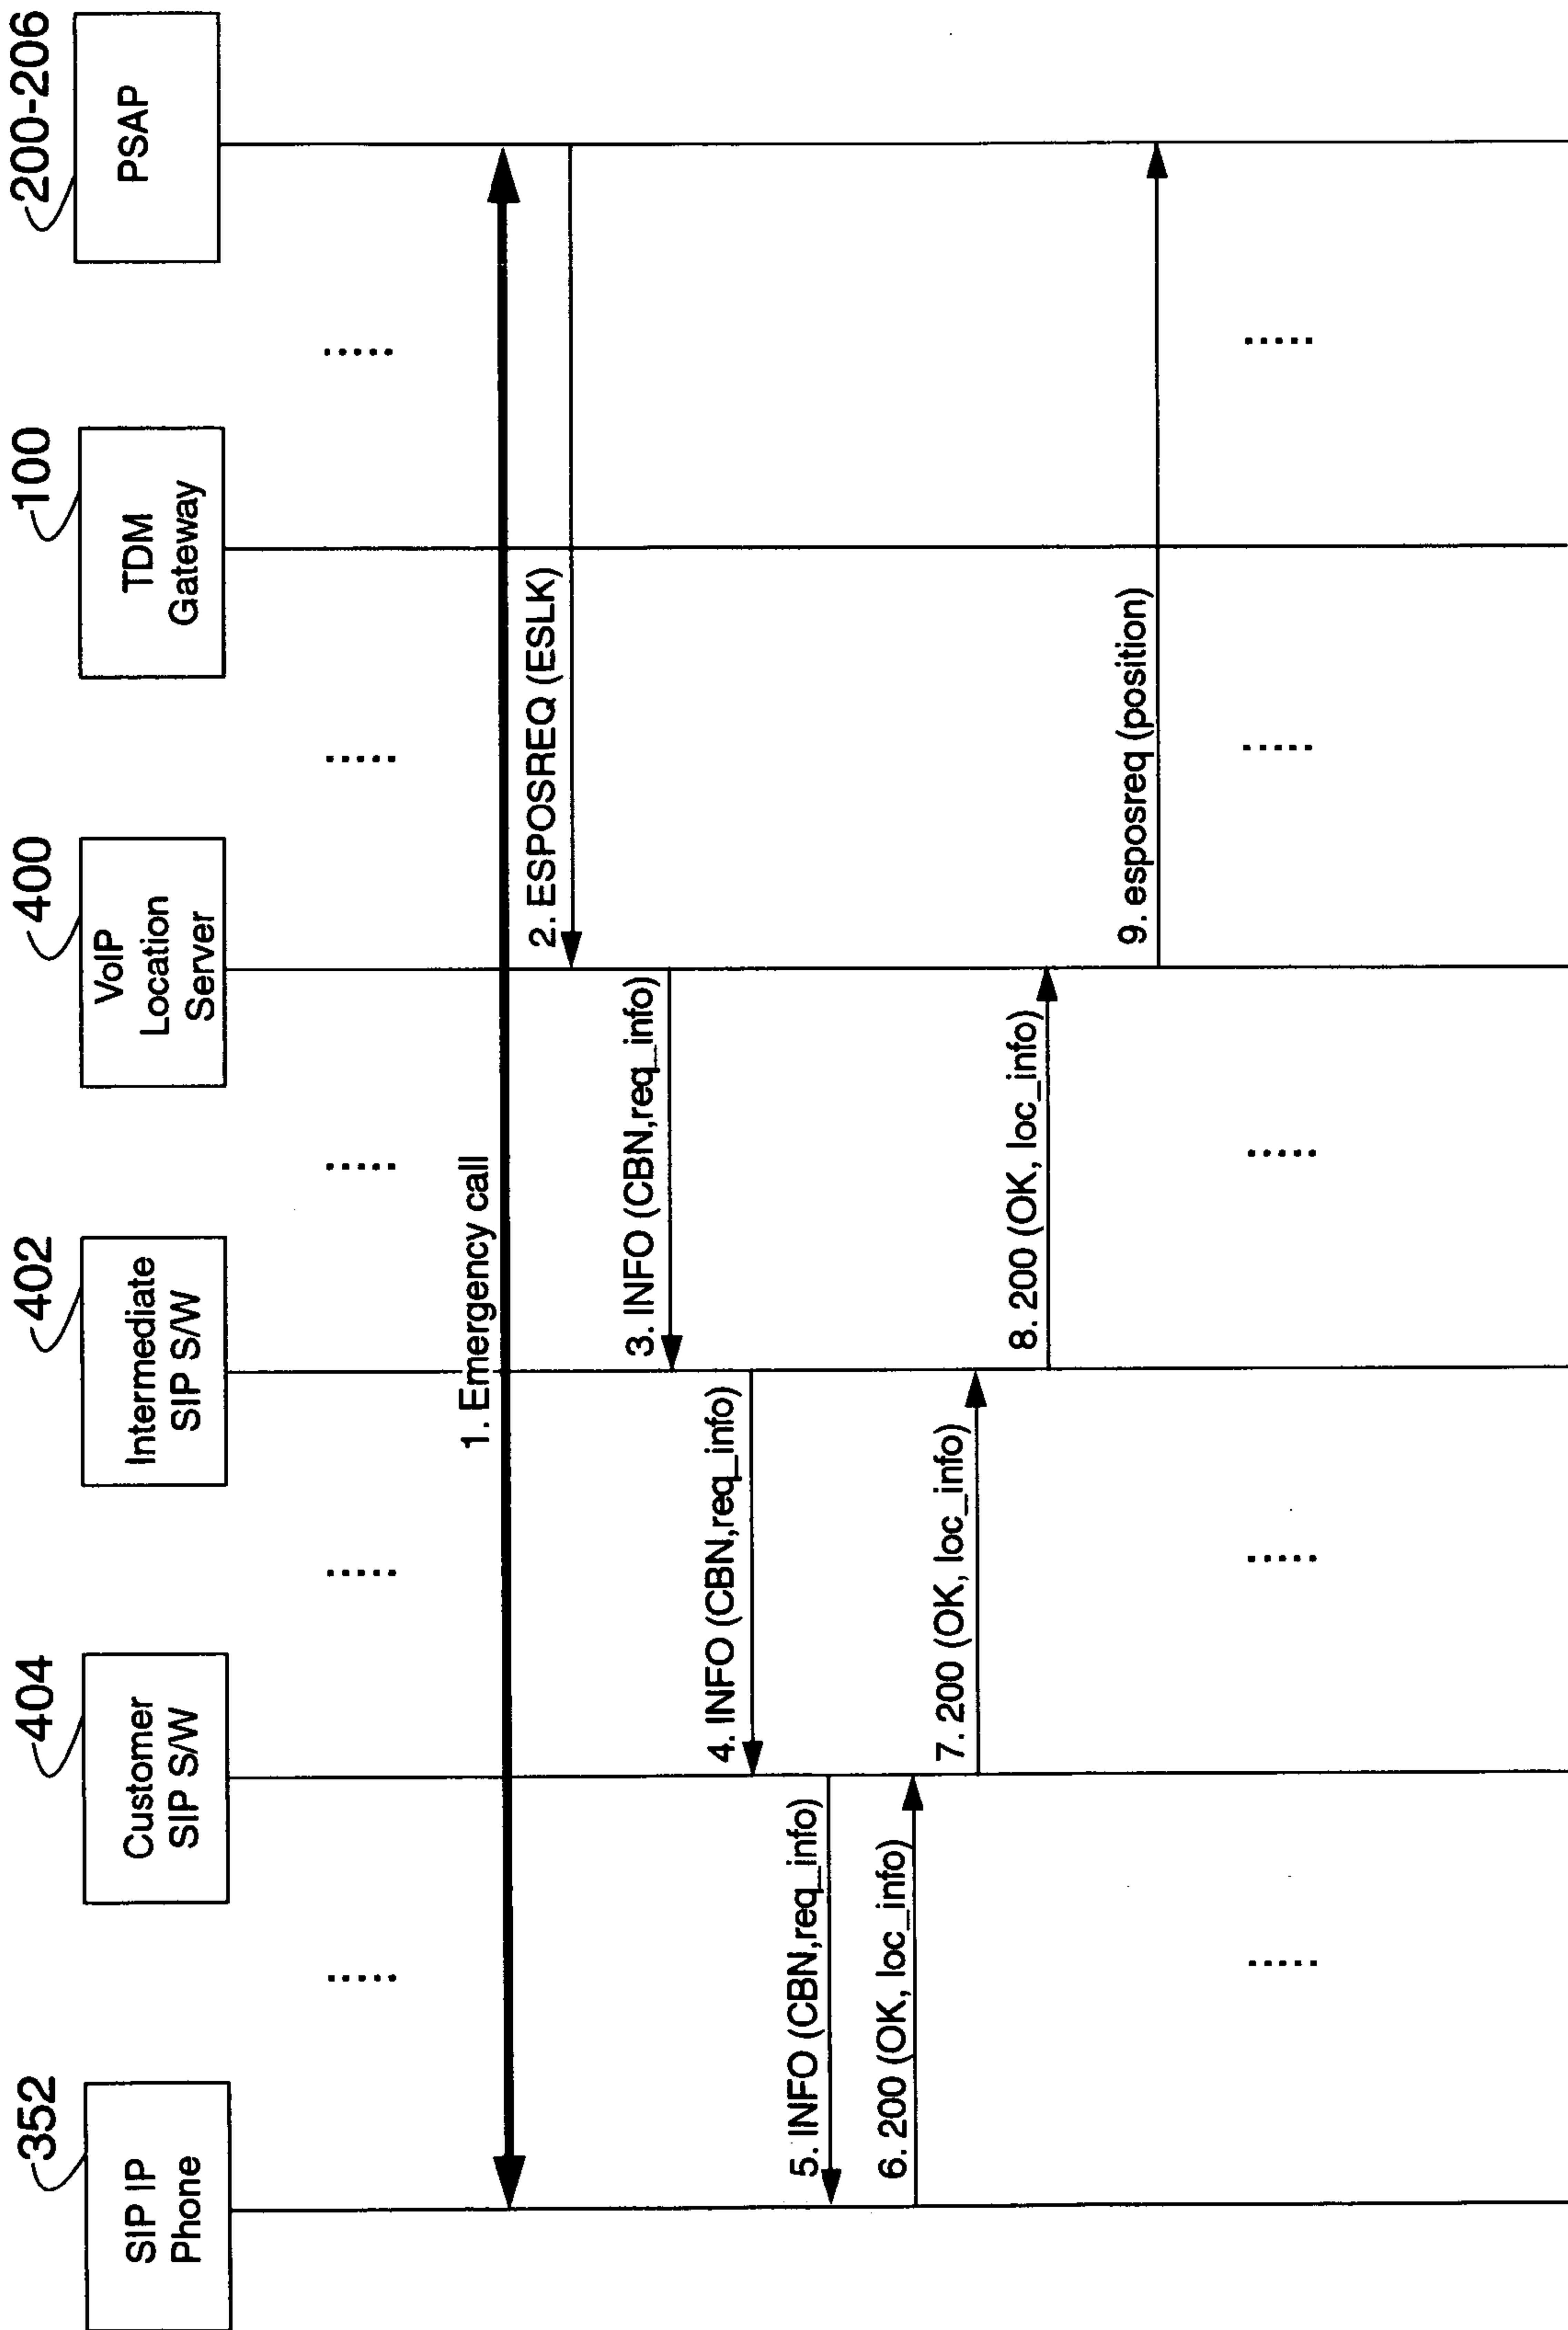 352
SIP IP
Phone
404
Customer
SIP S/W
402
Intermediate
SIP S/W
400
VoIP
Location
Server
100
TDM
Gateway
200-206
PSAP
1. Emergency call
2. ESPOSREQ (ESLK)
3. INFO (CBN,req_info)
4. INFO (CBN,req_info)
5. INFO (CBN,req_info)
6. 200 (OK, loc_info)
7. 200 (OK, loc_info)
8. 200 (OK, loc_info)
9. esposreq (position)